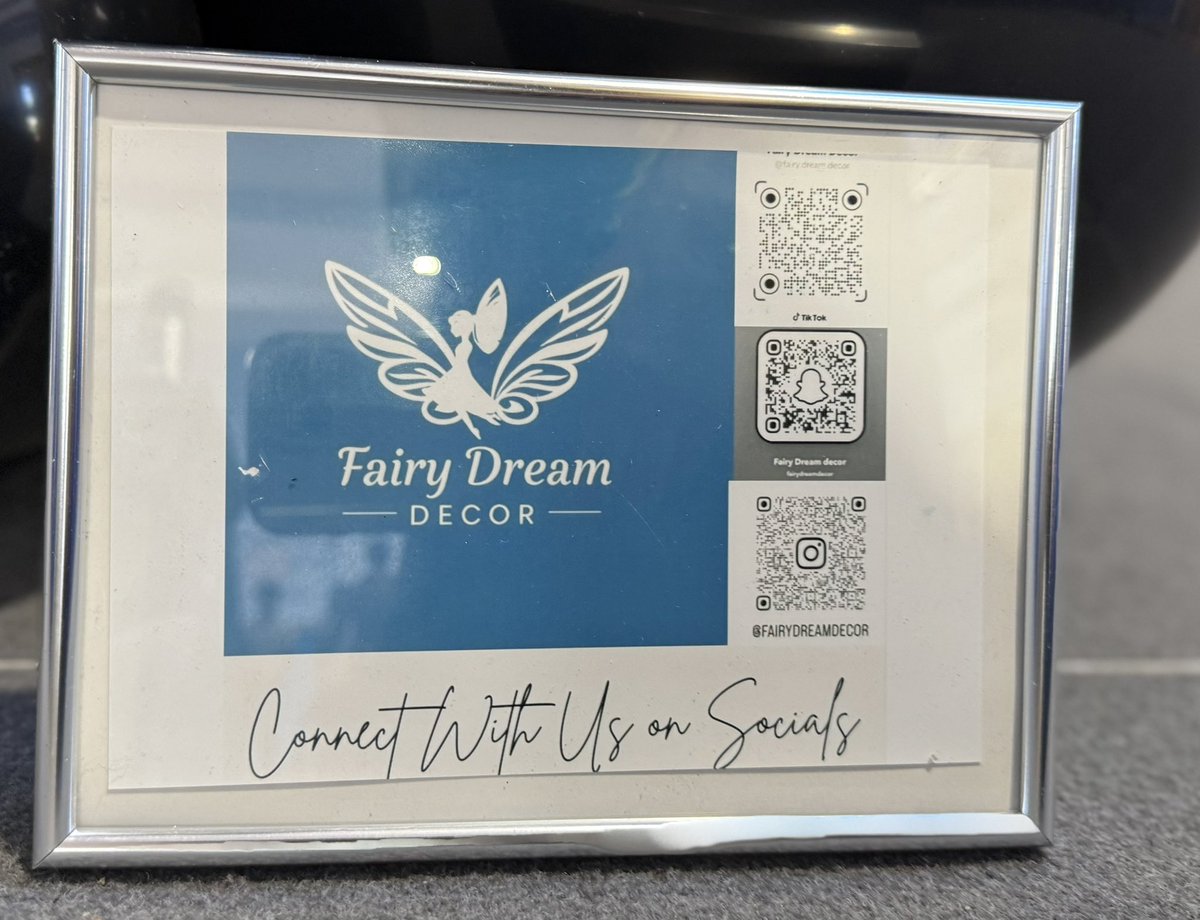 Fairy Dream
DECOR
Fairy Dream Decor
@fairy.dream.decor
TikTok
Fairy Dream decor
fairydreamdecor
@FAIRYDREAMDECOR
Connect With Us on Socials